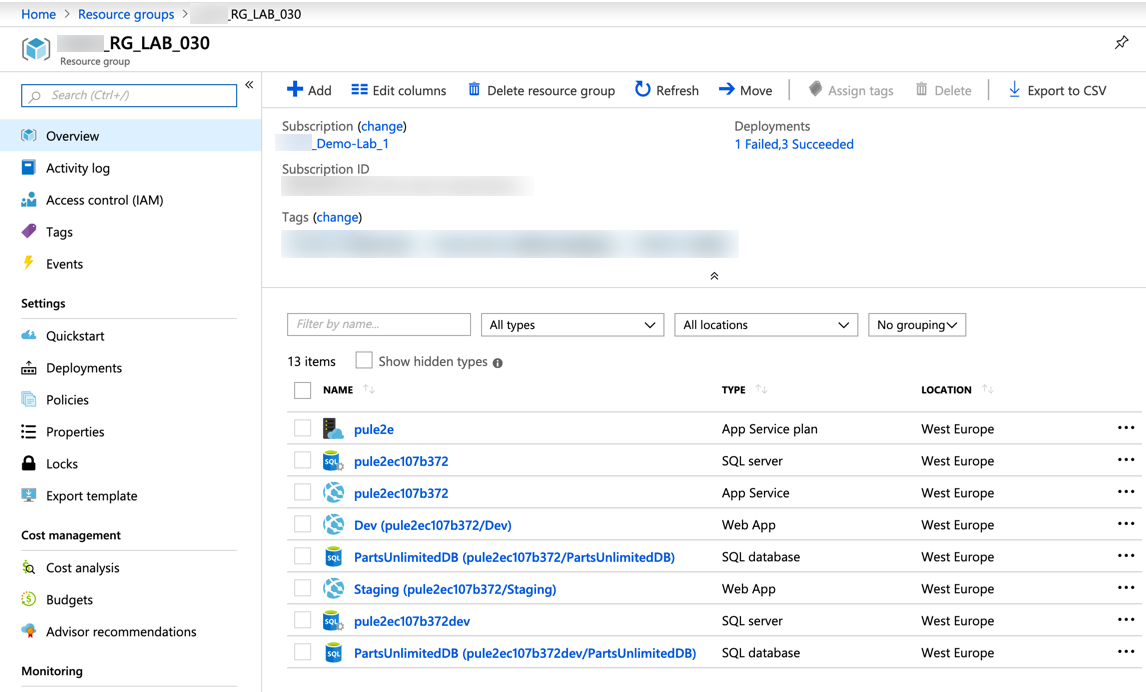 Home > Resource groups > _RG_LAB_030
_RG_LAB_030
Resource group
Search (Ctrl+/)
«
Overview
Activity log
Access control (IAM)
Tags
Events
Settings
Quickstart
Deployments
Policies
Properties
Locks
Export template
Cost management
Cost analysis
Budgets
Advisor recommendations
Monitoring
Add Edit columns Delete resource group Refresh Move Assign tags Delete Export to CSV
Subscription (change)
_Demo-Lab_1
Subscription ID
Tags (change)
Deployments
1 Failed,3 Succeeded
Filter by name... All types All locations No grouping
13 items Show hidden types
NAME TYPE LOCATION
pule2e App Service plan West Europe
pule2ec107b372 SQL server West Europe
pule2ec107b372 App Service West Europe
Dev (pule2ec107b372/Dev) Web App West Europe
PartsUnlimitedDB (pule2ec107b372/PartsUnlimitedDB) SQL database West Europe
Staging (pule2ec107b372/Staging) Web App West Europe
pule2ec107b372dev SQL server West Europe
PartsUnlimitedDB (pule2ec107b372dev/PartsUnlimitedDB) SQL database West Europe